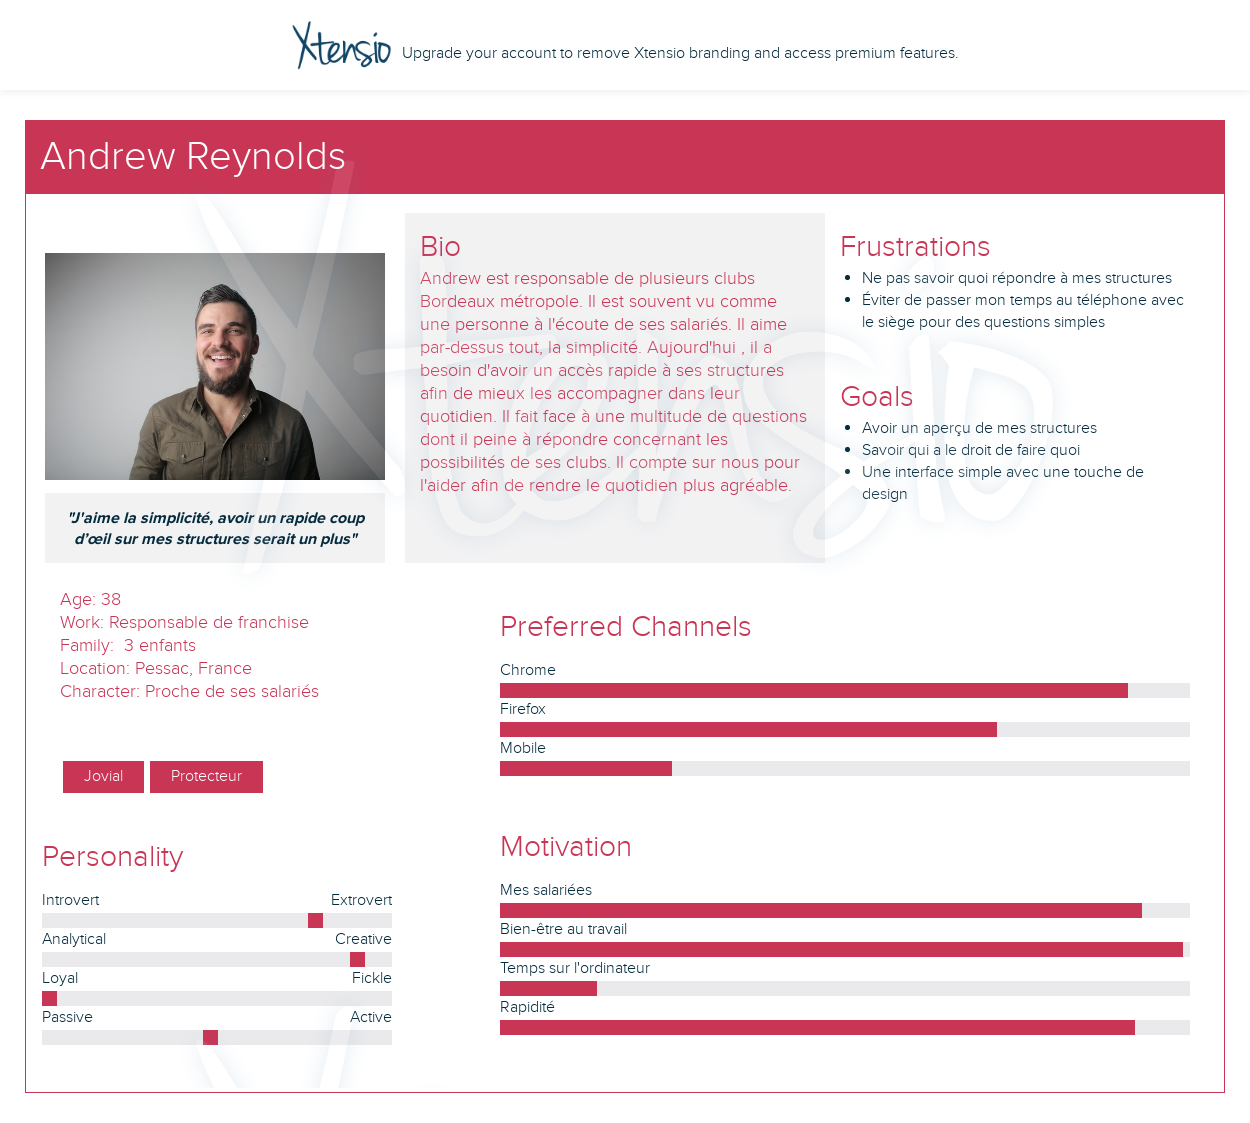 Xtensio Upgrade your account to remove Xtensio branding and access premium features.
Andrew Reynolds
"J'aime la simplicité, avoir un rapide coup
d’œil sur mes structures serait un plus"
Age: 38
Work: Responsable de franchise
Family:  3 enfants
Location: Pessac, France
Character: Proche de ses salariés
Jovial Protecteur
Personality
Introvert Extrovert
Analytical Creative
Loyal Fickle
Passive Active
Bio
Andrew est responsable de plusieurs clubs
Bordeaux métropole. Il est souvent vu comme
une personne à l'écoute de ses salariés. Il aime
par-dessus tout, la simplicité. Aujourd'hui , il a
besoin d'avoir un accès rapide à ses structures
afin de mieux les accompagner dans leur
quotidien. Il fait face à une multitude de questions
dont il peine à répondre concernant les
possibilités de ses clubs. Il compte sur nous pour
l'aider afin de rendre le quotidien plus agréable.
Frustrations
Ne pas savoir quoi répondre à mes structures
Éviter de passer mon temps au téléphone avec
le siège pour des questions simples
Goals
Avoir un aperçu de mes structures
Savoir qui a le droit de faire quoi
Une interface simple avec une touche de
design
Preferred Channels
Chrome
Firefox
Mobile
Motivation
Mes salariées
Bien-être au travail
Temps sur l'ordinateur
Rapidité
Xtensio